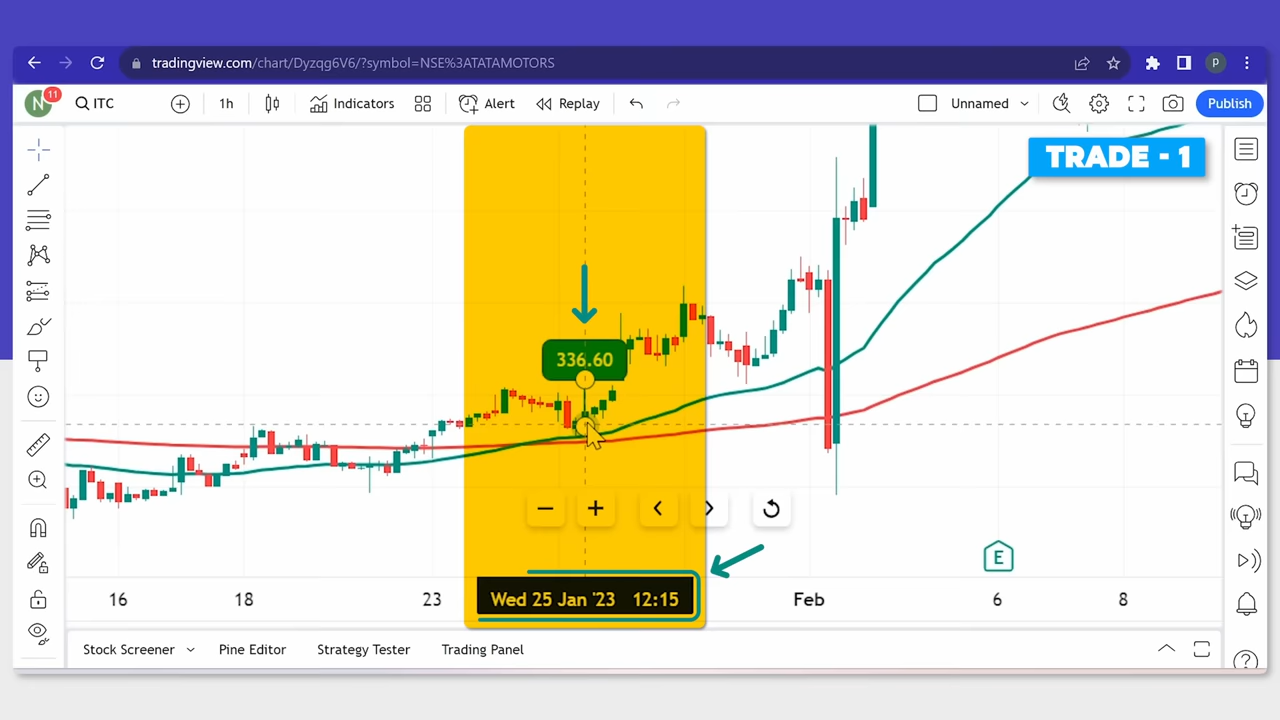 tradingview.com/chart/Dyzqg6V6/?symbol=NSE%3ATATAMOTORS
P
N 11 ITC 1h Indicators Alert Replay Unnamed Publish
TRADE - 1
336.60
E
16 18 23 Wed 25 Jan '23 12:15 Feb 6 8
Stock Screener Pine Editor Strategy Tester Trading Panel